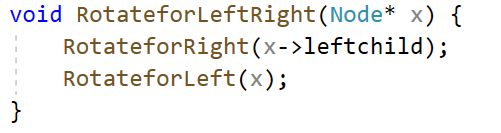 void RotateforLeftRight(Node* x) {
RotateforRight(x->leftchild);
RotateforLeft(x);
}